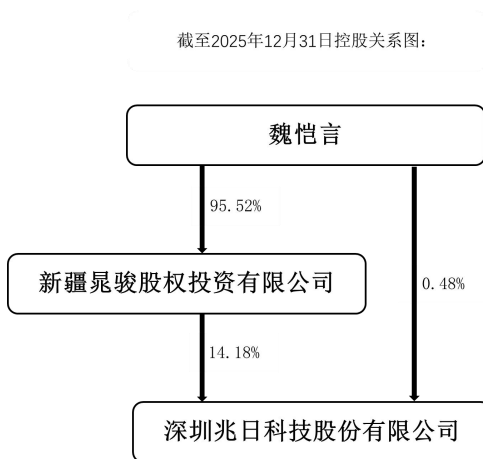 截至2025年12月31日控股关系图：
魏恺言
95.52%
新疆晁骏股权投资有限公司
0.48%
14.18%
深圳兆日科技股份有限公司